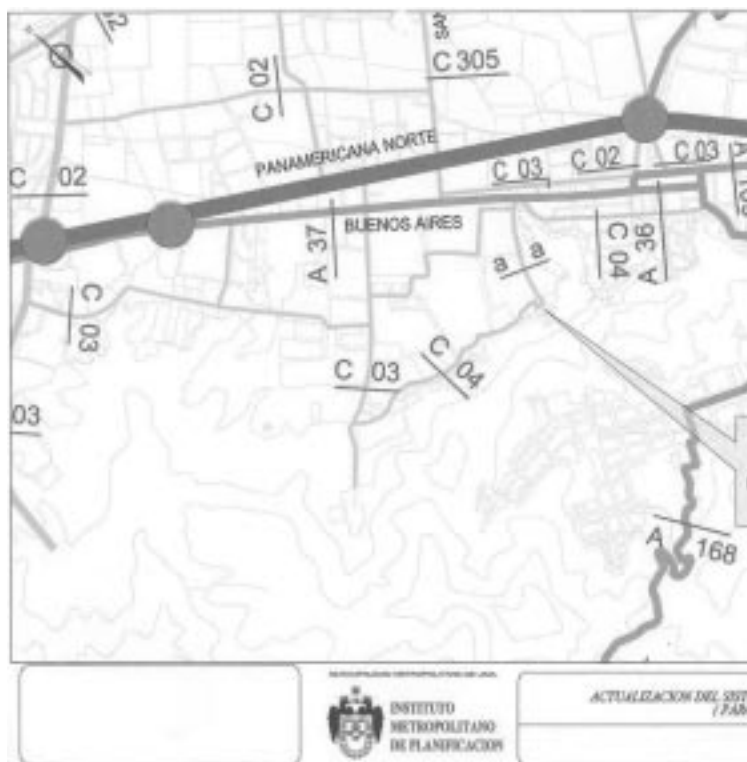 C 305
C 02
PANAMERICANA NORTE
C 03
C 02
C 03
C 02
BUENOS AIRES
A 37
C 04
A 36
a a
C 03
C 03
C 04
03
A 168
INSTITUTO
METROPOLITANO
DE PLANIFICACION
ACTUALIZACION DEL SIST